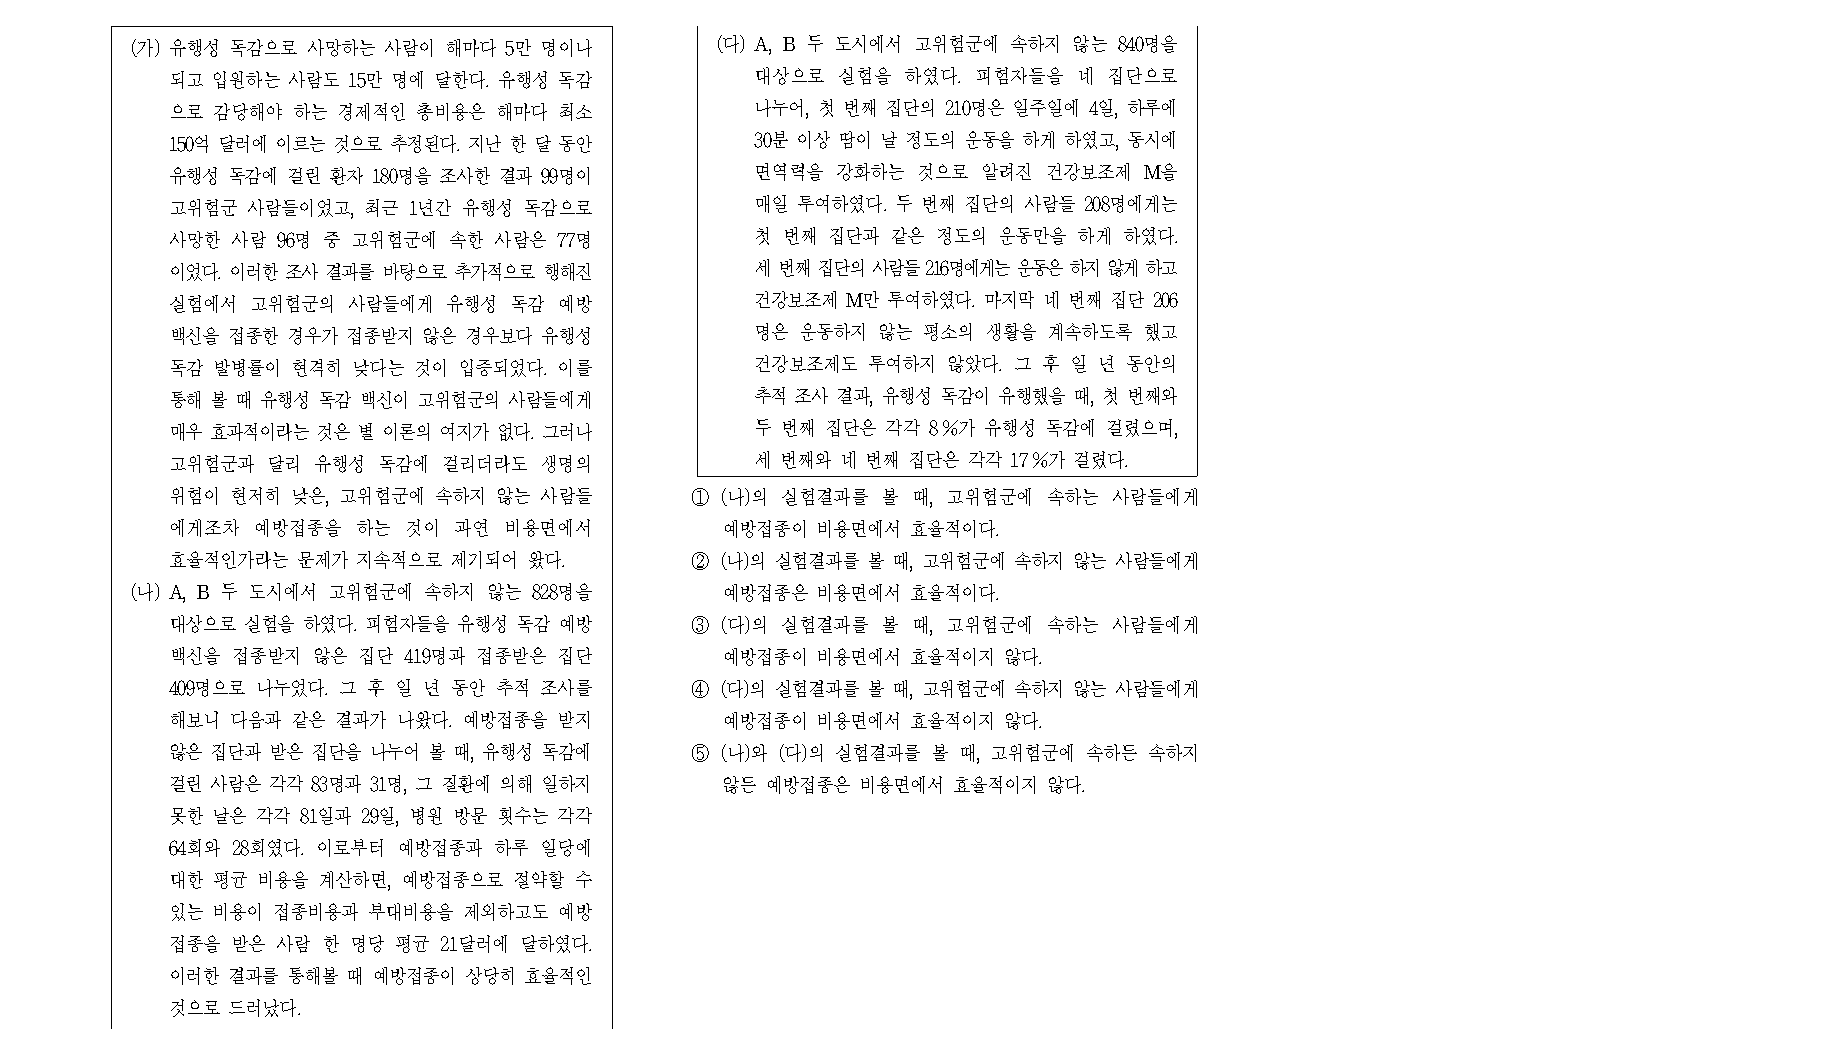 (가) 유행성 독감으로 사망하는 사람이 해마다 5만 명이나
되고 입원하는 사람도 15만 명에 달한다. 유행성 독감
으로 감당해야 하는 경제적인 총비용은 해마다 최소
150억 달러에 이르는 것으로 추정된다. 지난 한 달 동안
유행성 독감에 걸린 환자 180명을 조사한 결과 99명이
고위험군 사람들이었고, 최근 1년간 유행성 독감으로
사망한 사람 96명 중 고위험군에 속한 사람은 77명
이었다. 이러한 조사 결과를 바탕으로 추가적으로 행해진
실험에서 고위험군의 사람들에게 유행성 독감 예방
백신을 접종한 경우가 접종받지 않은 경우보다 유행성
독감 발병률이 현격히 낮다는 것이 입증되었다. 이를
통해 볼 때 유행성 독감 백신이 고위험군의 사람들에게
매우 효과적이라는 것은 별 이론의 여지가 없다. 그러나
고위험군과 달리 유행성 독감에 걸리더라도 생명의
위험이 현저히 낮은, 고위험군에 속하지 않는 사람들
에게조차 예방접종을 하는 것이 과연 비용면에서
효율적인가라는 문제가 지속적으로 제기되어 왔다.
(나) A, B 두 도시에서 고위험군에 속하지 않는 828명을
대상으로 실험을 하였다. 피험자들을 유행성 독감 예방
백신을 접종받지 않은 집단 419명과 접종받은 집단
409명으로 나누었다. 그 후 일 년 동안 추적 조사를
해보니 다음과 같은 결과가 나왔다. 예방접종을 받지
않은 집단과 받은 집단을 나누어 볼 때, 유행성 독감에
걸린 사람은 각각 83명과 31명, 그 질환에 의해 일하지
못한 날은 각각 81일과 29일, 병원 방문 횟수는 각각
64회와 28회였다. 이로부터 예방접종과 하루 일당에
대한 평균 비용을 계산하면, 예방접종으로 절약할 수
있는 비용이 접종비용과 부대비용을 제외하고도 예방
접종을 받은 사람 한 명당 평균 21달러에 달하였다.
이러한 결과를 통해볼 때 예방접종이 상당히 효율적인
것으로 드러났다.
(다) A, B 두 도시에서 고위험군에 속하지 않는 840명을
대상으로 실험을 하였다. 피험자들을 네 집단으로
나누어, 첫 번째 집단의 210명은 일주일에 4일, 하루에
30분 이상 땀이 날 정도의 운동을 하게 하였고, 동시에
면역력을 강화하는 것으로 알려진 건강보조제 M을
매일 투여하였다. 두 번째 집단의 사람들 208명에게는
첫 번째 집단과 같은 정도의 운동만을 하게 하였다.
세 번째 집단의 사람들 216명에게는 운동은 하지 않게 하고
건강보조제 M만 투여하였다. 마지막 네 번째 집단 206
명은 운동하지 않는 평소의 생활을 계속하도록 했고
건강보조제도 투여하지 않았다. 그 후 일 년 동안의
추적 조사 결과, 유행성 독감이 유행했을 때, 첫 번째와
두 번째 집단은 각각 8%가 유행성 독감에 걸렸으며,
세 번째와 네 번째 집단은 각각 17%가 걸렸다.
① (나)의 실험결과를 볼 때, 고위험군에 속하는 사람들에게
예방접종이 비용면에서 효율적이다.
② (나)의 실험결과를 볼 때, 고위험군에 속하지 않는 사람들에게
예방접종은 비용면에서 효율적이다.
③ (다)의 실험결과를 볼 때, 고위험군에 속하는 사람들에게
예방접종이 비용면에서 효율적이지 않다.
④ (다)의 실험결과를 볼 때, 고위험군에 속하지 않는 사람들에게
예방접종이 비용면에서 효율적이지 않다.
⑤ (나)와 (다)의 실험결과를 볼 때, 고위험군에 속하든 속하지
않든 예방접종은 비용면에서 효율적이지 않다.